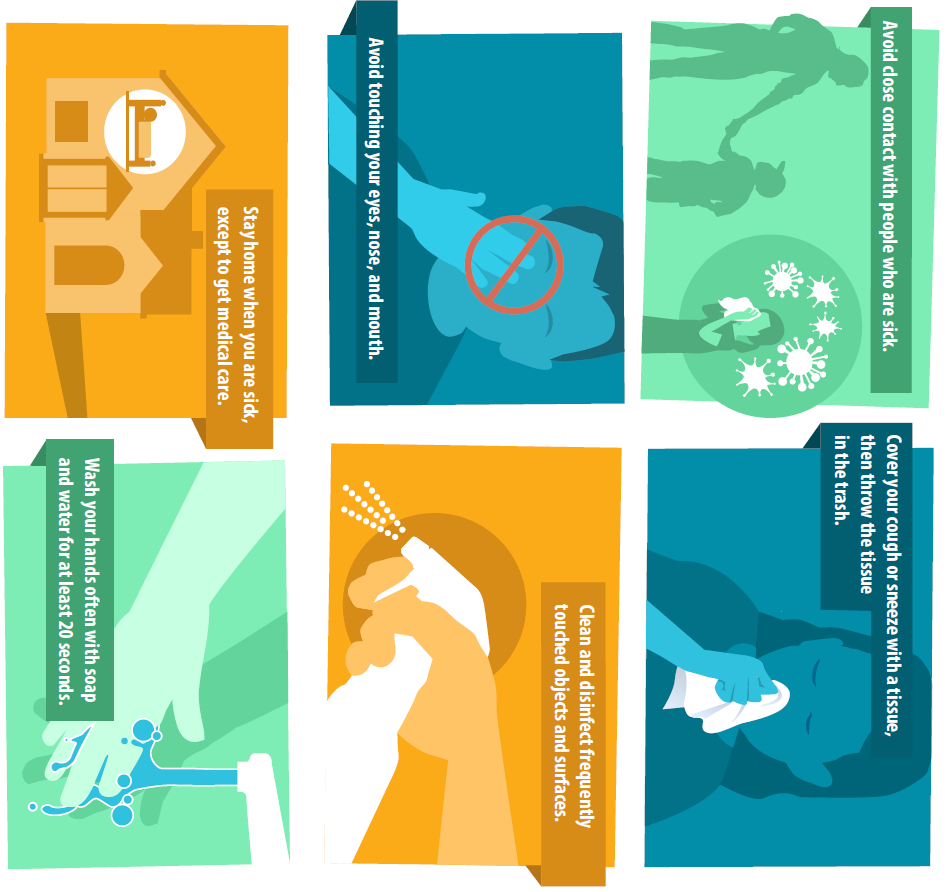 Avoid close contact with people who are sick.
Cover your cough or sneeze with a tissue,
then throw the tissue
in the trash.
Avoid touching your eyes, nose, and mouth.
Clean and disinfect frequently
touched objects and surfaces.
Stay home when you are sick,
except to get medical care.
Wash your hands often with soap
and water for at least 20 seconds.